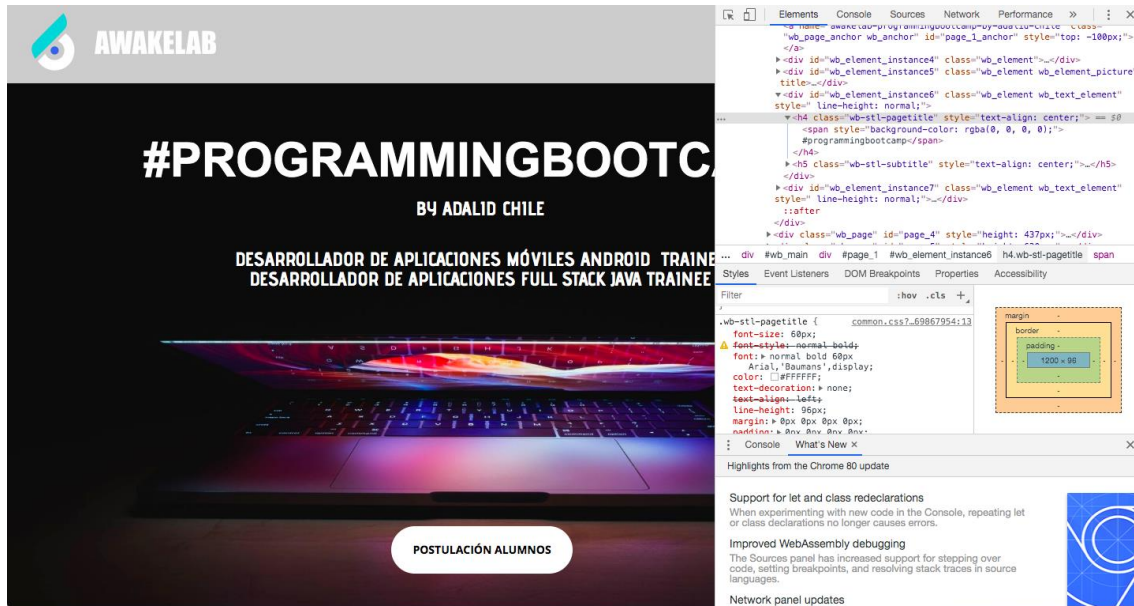 AWAKELAB
#PROGRAMMINGBOOTCA
BY ADALID CHILE
DESARROLLADOR DE APLICACIONES MÓVILES ANDROID TRAINE
DESARROLLADOR DE APLICACIONES FULL STACK JAVA TRAINEE
POSTULACIÓN ALUMNOS
Elements Console Sources Network Performance »
"wb_page_anchor wb_anchor" id="page_1_anchor" style="top: -100px;">
</a>
▶<div id="wb_element_instance4" class="wb_element">…</div>
▶<div id="wb_element_instance5" class="wb_element wb_element_picture"
title>…</div>
▼<div id="wb_element_instance6" class="wb_element wb_text_element"
style=" line-height: normal;">
… ▼<h4 class="wb-stl-pagetitle" style="text-align: center;"> == $0
<span style="background-color: rgba(0, 0, 0, 0);">
#programmingbootcamp</span>
</h4>
▶<h5 class="wb-stl-subtitle" style="text-align: center;">…</h5>
</div>
▶<div id="wb_element_instance7" class="wb_element wb_text_element"
style=" line-height: normal;">…</div>
::after
</div>
▶<div class="wb_page" id="page_4" style="height: 437px;">…</div>
… div #wb_main div #page_1 #wb_element_instance6 h4.wb-stl-pagetitle span
Styles Event Listeners DOM Breakpoints Properties Accessibility
Filter :hov .cls +
.wb-stl-pagetitle { common.css?…69867954:13
font-size: 60px;
font-style: normal bold;
font: ▶ normal bold 60px
Arial,'Baumans',display;
color: #FFFFFF;
text-decoration: ▶ none;
text-align: left;
line-height: 96px;
margin: ▶ 0px 0px 0px 0px;
padding: ▶ 0px 0px 0px 0px;
margin -
border -
padding -
1200 × 96
Console What's New ×
Highlights from the Chrome 80 update
Support for let and class redeclarations
When experimenting with new code in the Console, repeating let
or class declarations no longer causes errors.
Improved WebAssembly debugging
The Sources panel has increased support for stepping over
code, setting breakpoints, and resolving stack traces in source
languages.
Network panel updates